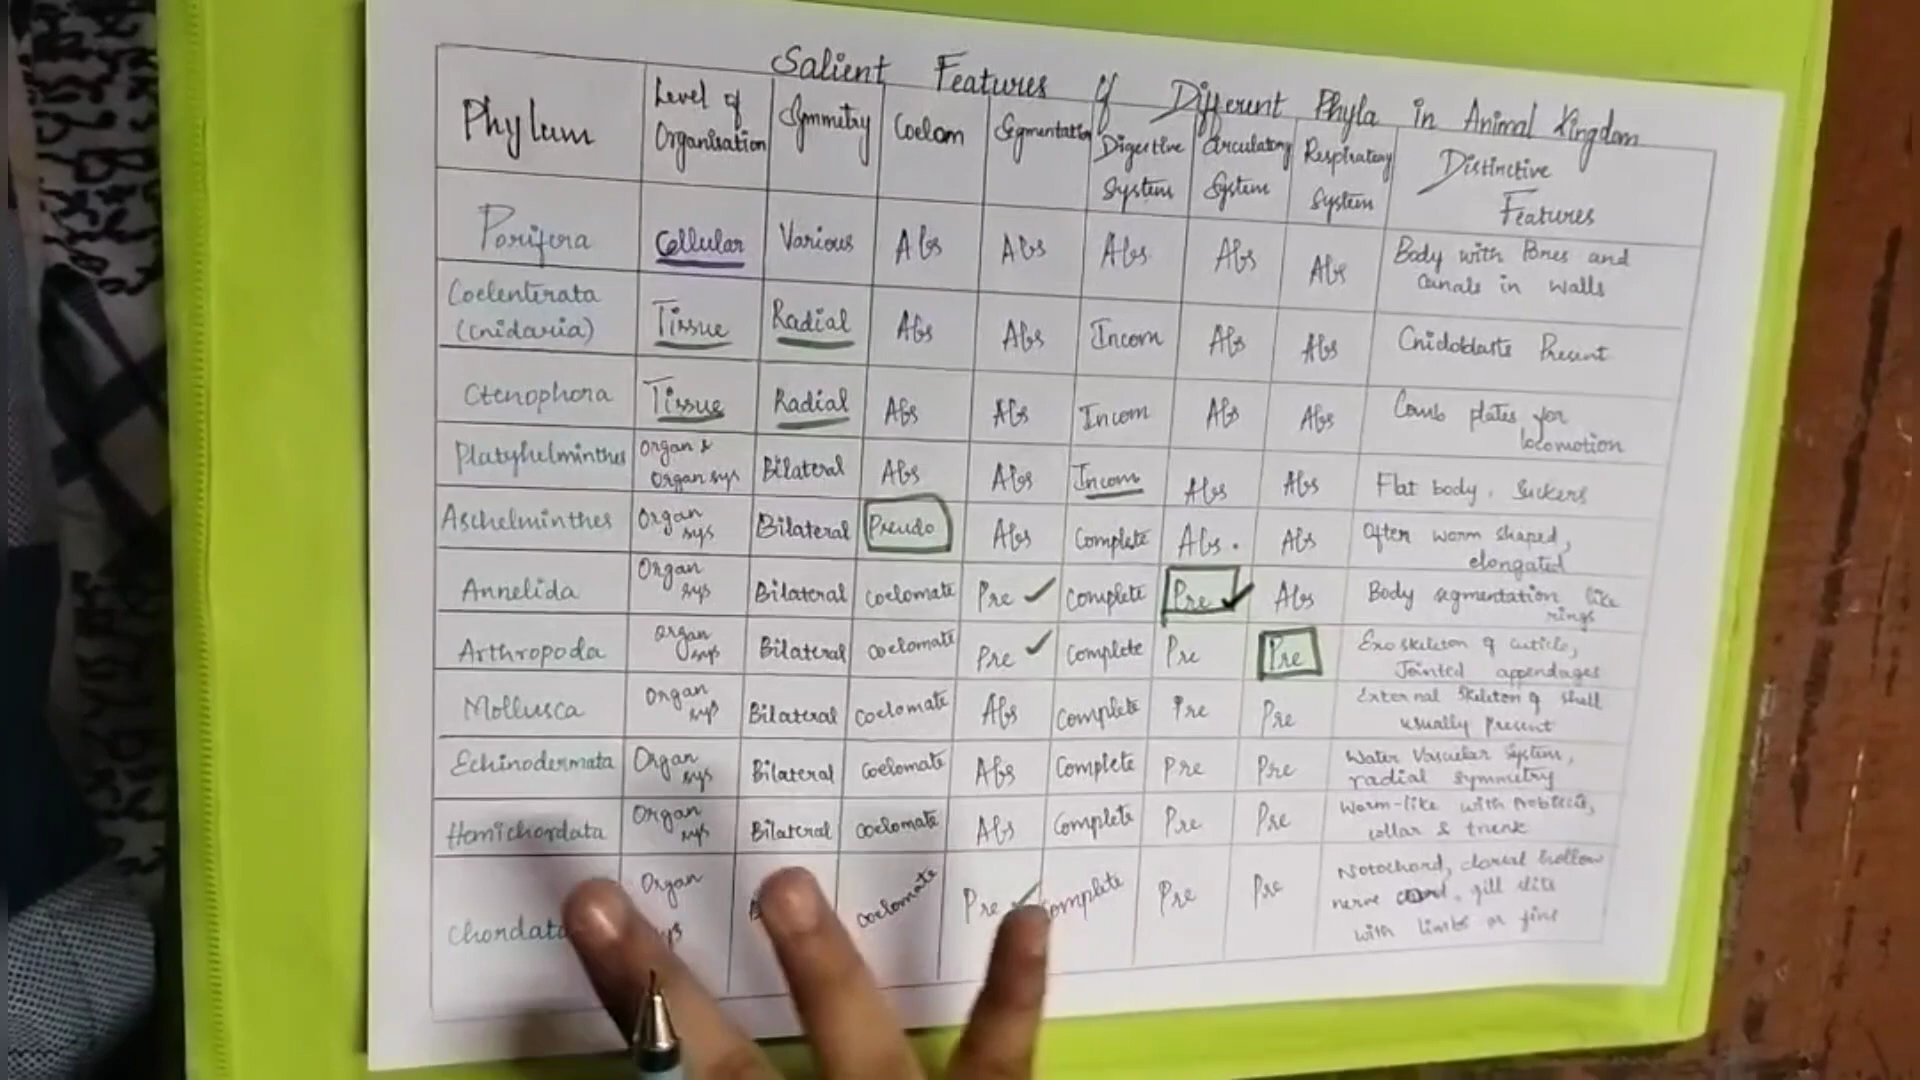 Salient Features of Different Phyla in Animal Kingdom
Phylum
Level of
Organisation
Symmetry
Coelom
Segmentation
Digestive
System
Circulatory
System
Respiratory
System
Distinctive
Features
Porifera
Cellular
Various
Abs
Abs
Abs
Abs
Abs
Body with Pores and
canals in walls
Coelenterata
(Cnidaria)
Tissue
Radial
Abs
Abs
Incom
Abs
Abs
Cnidoblasts Present
Ctenophora
Tissue
Radial
Abs
Abs
Incom
Abs
Abs
Comb plates for
locomotion
Platyhelminthes
Organ &
Organ sys
Bilateral
Abs
Abs
Incom
Abs
Abs
Flat body, Suckers
Aschelminthes
Organ
sys
Bilateral
Pseudo
Abs
Complete
Abs.
Abs
Often worm shaped,
elongated
Annelida
Organ
sys
Bilateral
Coelomate
Pre ✓
Complete
Pre ✓
Abs
Body segmentation like
rings
Arthropoda
Organ
sys
Bilateral
Coelomate
Pre ✓
Complete
Pre
Pre
Exoskeleton of cuticle,
Jointed appendages
Mollusca
Organ
sys
Bilateral
Coelomate
Abs
Complete
Pre
Pre
External Skeleton of shell
usually present
Echinodermata
Organ
sys
Bilateral
Coelomate
Abs
Complete
Pre
Pre
Water Vascular System,
radial symmetry
Hemichordata
Organ
sys
Bilateral
Coelomate
Abs
Complete
Pre
Pre
Worm-like with
collar & trunk
Chordata
Organ
sys
Coelomate
Pre ✓
Complete
Pre
Pre
Notochord, dorsal hollow
nerve cord, gill slits
with limbs or fins